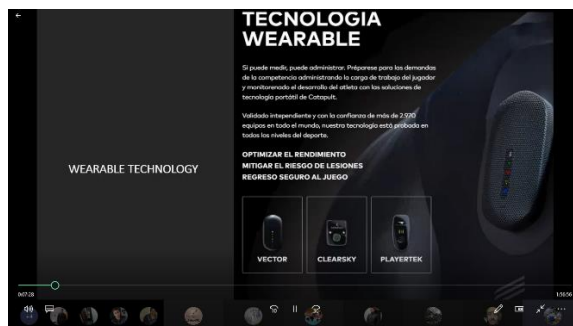 TECNOLOGIA
WEARABLE
Si puede medir, puede administrar. Prepárese para las demandas
de la competencia administrando la carga de trabajo del jugador
y monitoreando el desarrollo del atleta con las soluciones de
tecnología portátil de Catapult.
Validado independiente y con la confianza de más de 2.970
equipos en todo el mundo, nuestra tecnología está probada en
todos los niveles del deporte.
OPTIMIZAR EL RENDIMIENTO
MITIGAR EL RIESGO DE LESIONES
REGRESO SEGURO AL JUEGO
WEARABLE TECHNOLOGY
VECTOR
CLEARSKY
PLAYERTEK
0:07:28
1:56:56
10